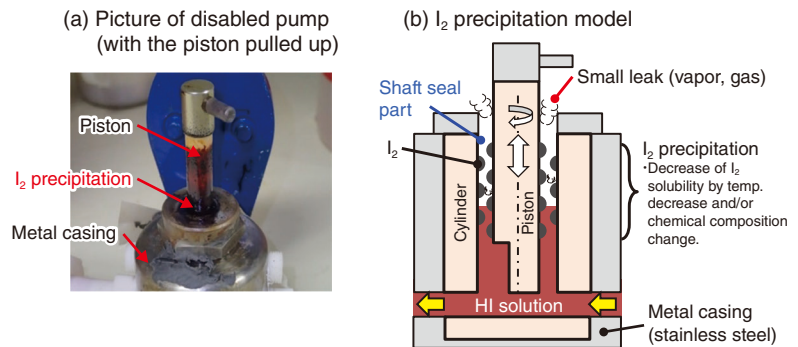 (a) Picture of disabled pump
(with the piston pulled up)
Piston
I₂ precipitation
Metal casing
(b) I₂ precipitation model
Small leak (vapor, gas)
Shaft seal
part
I₂
Cylinder
Piston
I₂ precipitation
・Decrease of I₂
solubility by temp.
decrease and/or
chemical composition
change.
HI solution
Metal casing
(stainless steel)